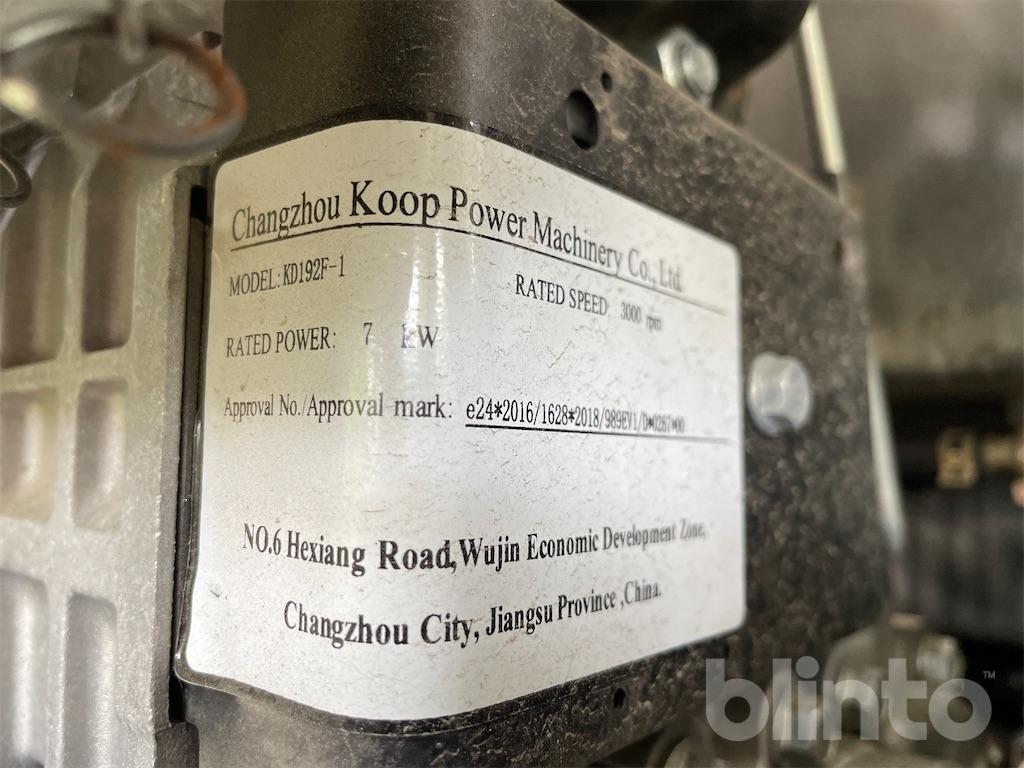 Changzhou Koop Power Machinery Co., Ltd.
MODEL: KD192F-1
RATED SPEED: 3000 rpm
RATED POWER: 7 kW
Approval No./Approval mark: e24*2016/1628*2018/989EV1/D*0267*00
NO.6 Hexiang Road,Wujin Economic Development Zone,
Changzhou City, Jiangsu Province ,China.
blinto™